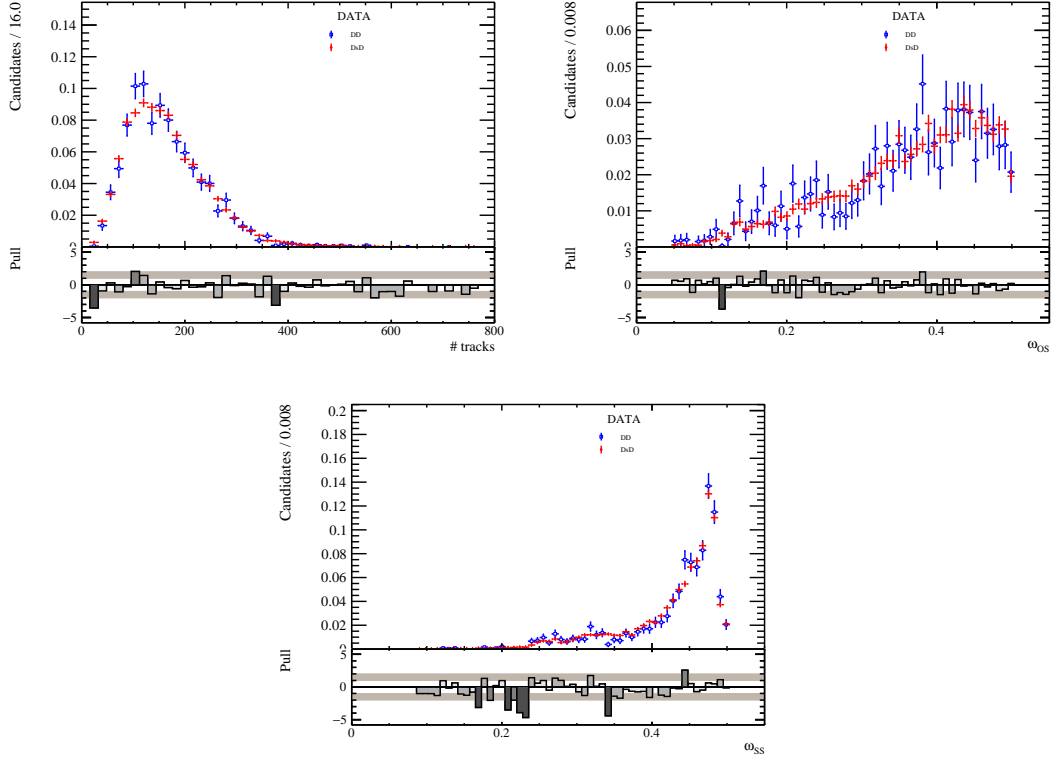 Candidates / 16.0
0.14
0.12
0.1
0.08
0.06
0.04
0.02
DATA
DD
DsD
Pull
5
0
−5
0
200
400
600
800
# tracks
Candidates / 0.008
0.06
0.05
0.04
0.03
0.02
0.01
0
DATA
DD
DsD
Pull
5
0
−5
0
0.2
0.4
ωOS
Candidates / 0.008
0.2
0.18
0.16
0.14
0.12
0.1
0.08
0.06
0.04
0.02
DATA
DD
DsD
Pull
5
0
−5
0
0.2
0.4
ωSS